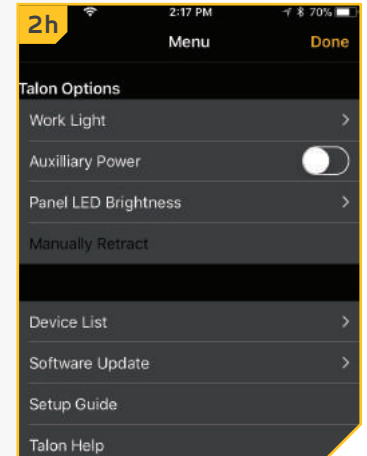 2h
2:17 PM
70%
Menu
Done
Talon Options
Work Light
Auxilliary Power
Panel LED Brightness
Manually Retract
Device List
Software Update
Setup Guide
Talon Help